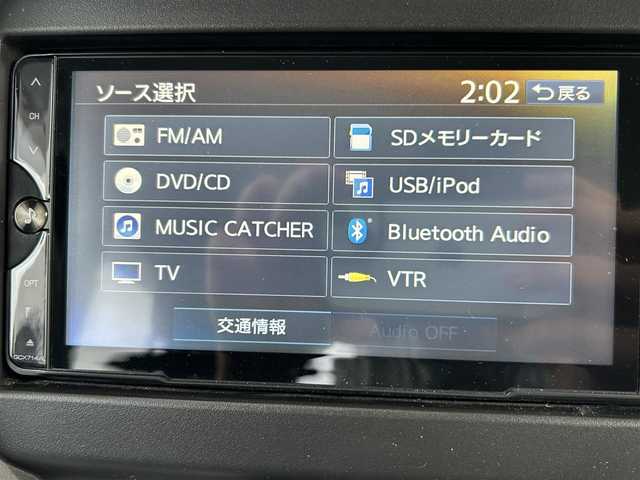 ソース選択 2:02 戻る
CH
FM/AM SDメモリーカード
DVD/CD USB/iPod
MUSIC CATCHER Bluetooth Audio
OPT TV VTR
交通情報 Audio OFF